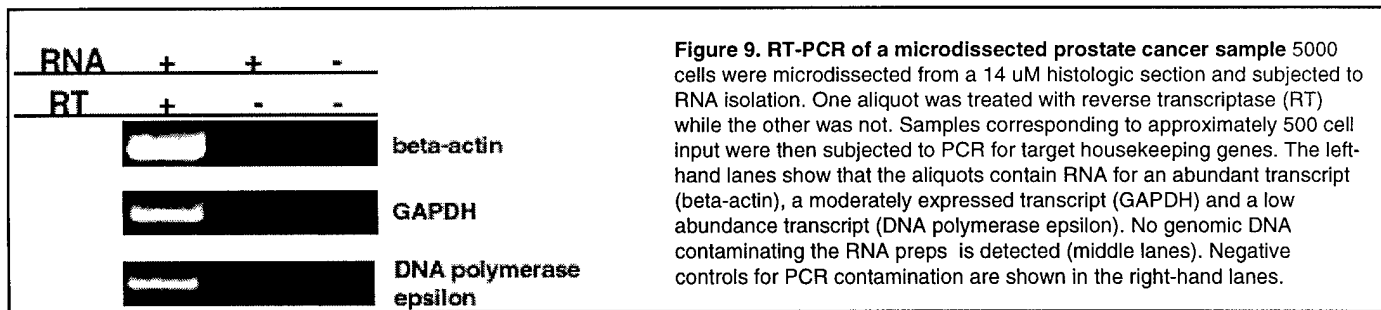 RNA + + -
RT + - -
beta-actin
GAPDH
DNA polymerase
epsilon
Figure 9. RT-PCR of a microdissected prostate cancer sample 5000
cells were microdissected from a 14 uM histologic section and subjected to
RNA isolation. One aliquot was treated with reverse transcriptase (RT)
while the other was not. Samples corresponding to approximately 500 cell
input were then subjected to PCR for target housekeeping genes. The left-
hand lanes show that the aliquots contain RNA for an abundant transcript
(beta-actin), a moderately expressed transcript (GAPDH) and a low
abundance transcript (DNA polymerase epsilon). No genomic DNA
contaminating the RNA preps is detected (middle lanes). Negative
controls for PCR contamination are shown in the right-hand lanes.